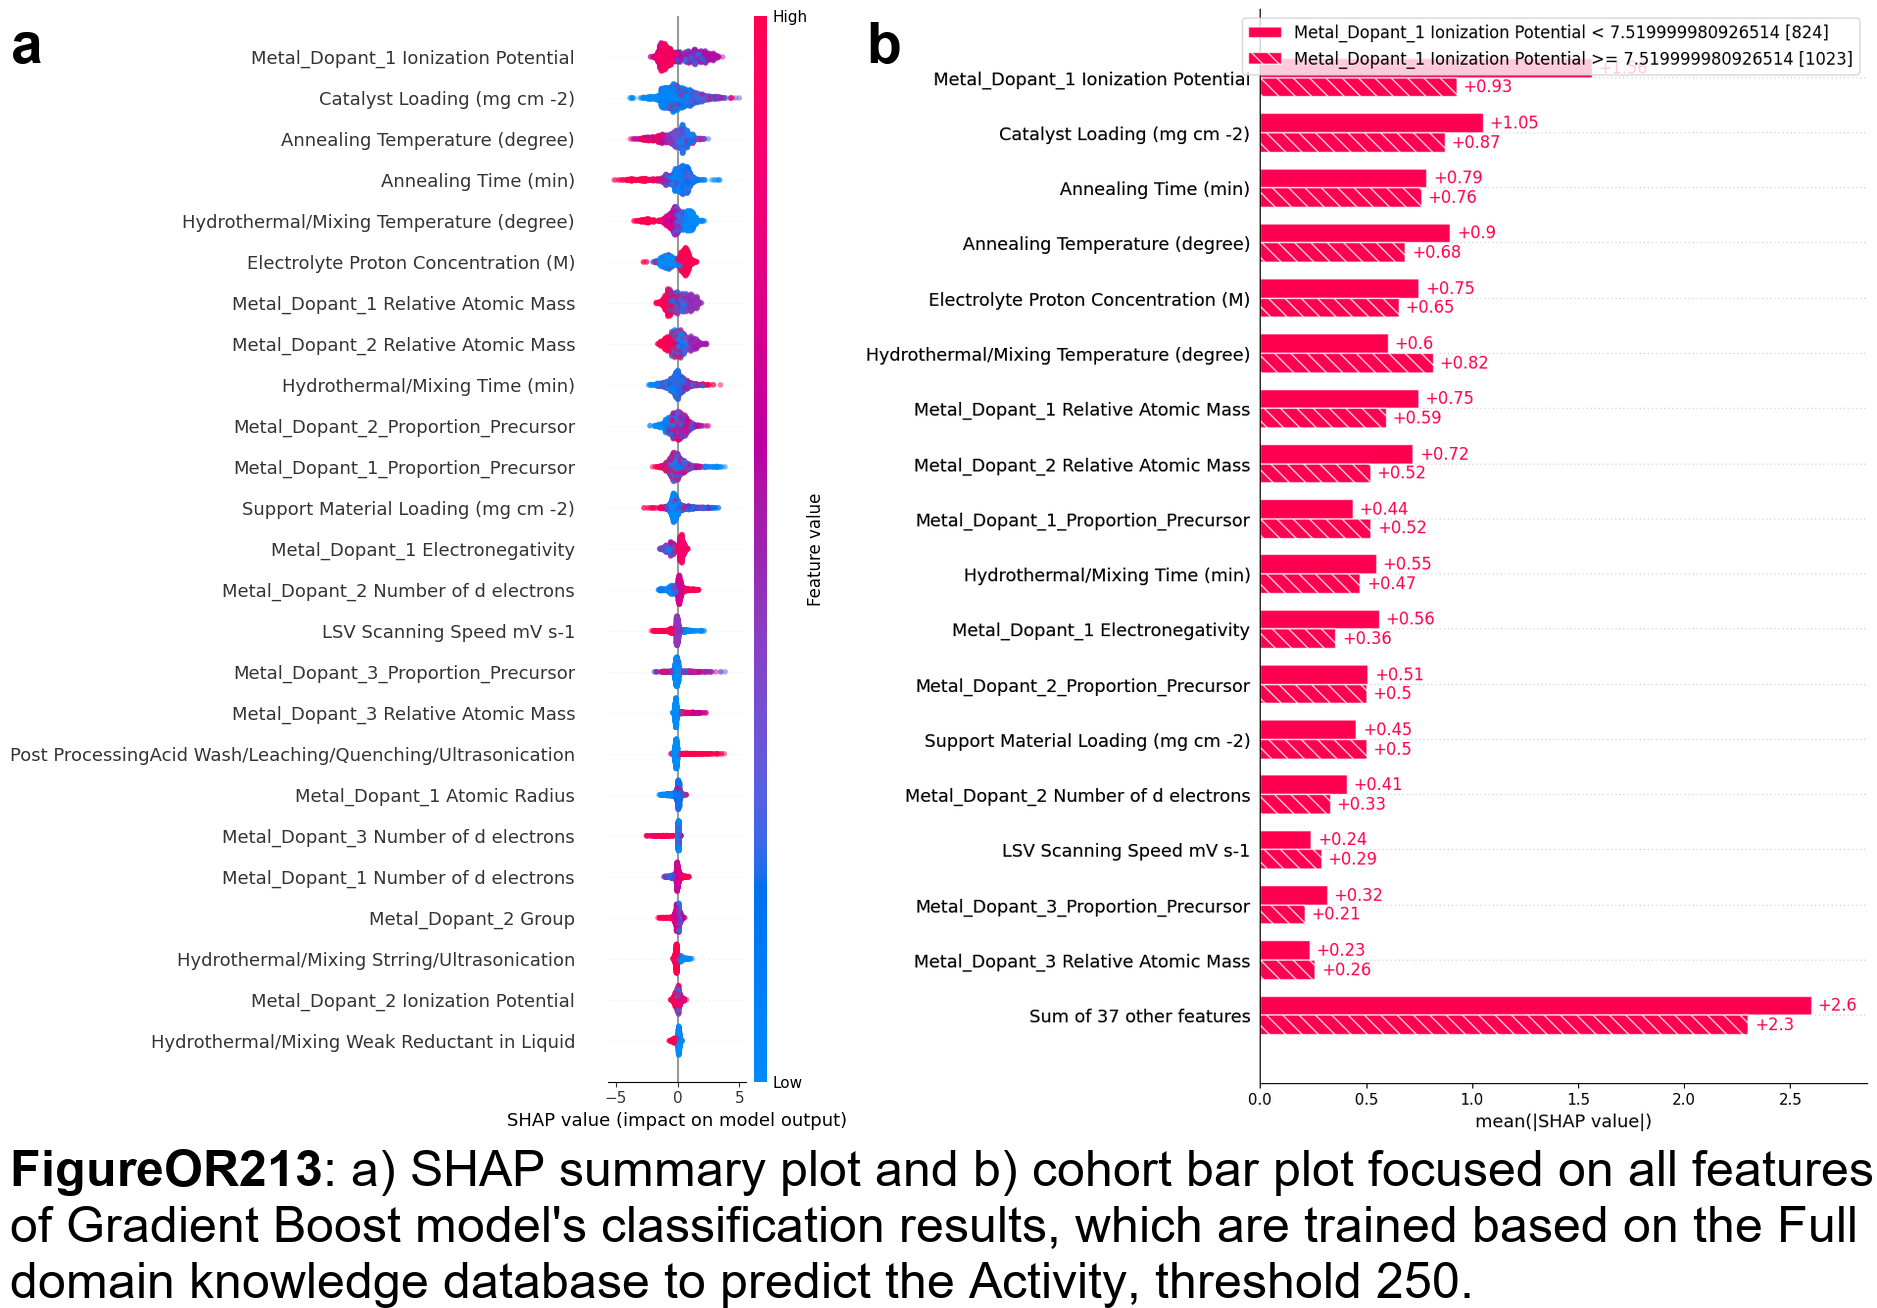 a
High
Metal_Dopant_1 Ionization Potential
Catalyst Loading (mg cm -2)
Annealing Temperature (degree)
Annealing Time (min)
Hydrothermal/Mixing Temperature (degree)
Electrolyte Proton Concentration (M)
Metal_Dopant_1 Relative Atomic Mass
Metal_Dopant_2 Relative Atomic Mass
Hydrothermal/Mixing Time (min)
Metal_Dopant_2_Proportion_Precursor
Metal_Dopant_1_Proportion_Precursor
Support Material Loading (mg cm -2)
Metal_Dopant_1 Electronegativity
Metal_Dopant_2 Number of d electrons
LSV Scanning Speed mV s-1
Metal_Dopant_3_Proportion_Precursor
Metal_Dopant_3 Relative Atomic Mass
Post ProcessingAcid Wash/Leaching/Quenching/Ultrasonication
Metal_Dopant_1 Atomic Radius
Metal_Dopant_3 Number of d electrons
Metal_Dopant_1 Number of d electrons
Metal_Dopant_2 Group
Hydrothermal/Mixing Strring/Ultrasonication
Metal_Dopant_2 Ionization Potential
Hydrothermal/Mixing Weak Reductant in Liquid
Low
Feature value
−5 0 5
SHAP value (impact on model output)
b
Metal_Dopant_1 Ionization Potential < 7.519999980926514 [824]
Metal_Dopant_1 Ionization Potential >= 7.519999980926514 [1023]
+1.56
Metal_Dopant_1 Ionization Potential
+0.93
+1.05
Catalyst Loading (mg cm -2)
+0.87
+0.79
Annealing Time (min)
+0.76
+0.9
Annealing Temperature (degree)
+0.68
+0.75
Electrolyte Proton Concentration (M)
+0.65
+0.6
Hydrothermal/Mixing Temperature (degree)
+0.82
+0.75
Metal_Dopant_1 Relative Atomic Mass
+0.59
+0.72
Metal_Dopant_2 Relative Atomic Mass
+0.52
+0.44
Metal_Dopant_1_Proportion_Precursor
+0.52
+0.55
Hydrothermal/Mixing Time (min)
+0.47
+0.56
Metal_Dopant_1 Electronegativity
+0.36
+0.51
Metal_Dopant_2_Proportion_Precursor
+0.5
+0.45
Support Material Loading (mg cm -2)
+0.5
+0.41
Metal_Dopant_2 Number of d electrons
+0.33
+0.24
LSV Scanning Speed mV s-1
+0.29
+0.32
Metal_Dopant_3_Proportion_Precursor
+0.21
+0.23
Metal_Dopant_3 Relative Atomic Mass
+0.26
+2.6
Sum of 37 other features
+2.3
0.0 0.5 1.0 1.5 2.0 2.5
mean(|SHAP value|)
FigureOR213: a) SHAP summary plot and b) cohort bar plot focused on all features
of Gradient Boost model's classification results, which are trained based on the Full
domain knowledge database to predict the Activity, threshold 250.